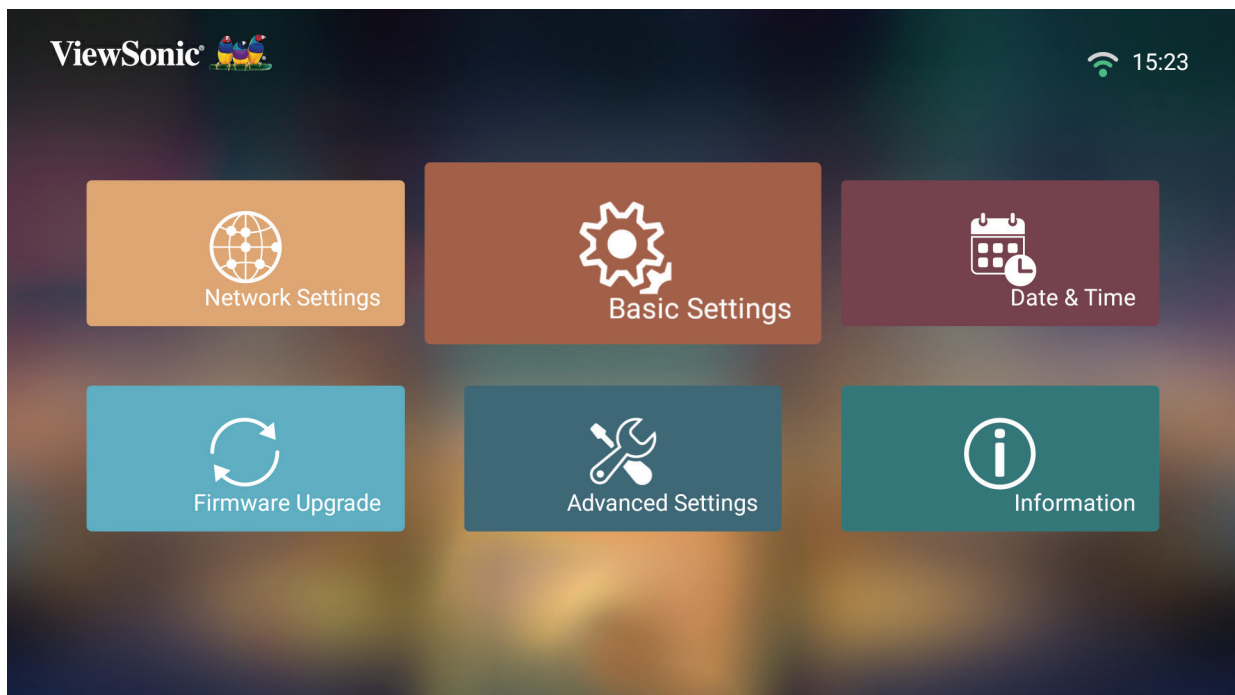 ViewSonic®
15:23
Network Settings
Basic Settings
Date & Time
Firmware Upgrade
Advanced Settings
Information